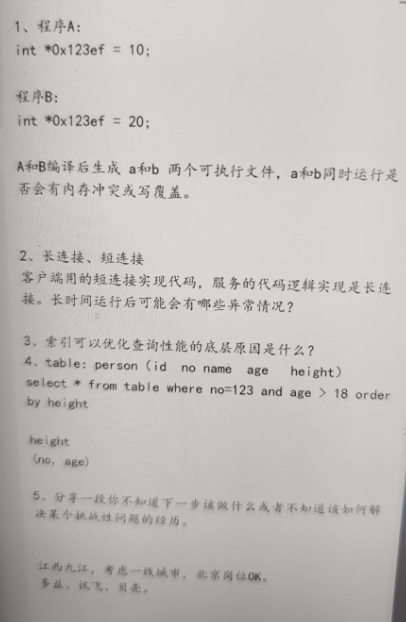 1、程序A:
int *0x123ef = 10;
程序B:
int *0x123ef = 20;
A和B编译后生成 a和b 两个可执行文件，a和b同时运行是
否会有内存冲突或写覆盖。
2、长连接、短连接
客户端用的短连接实现代码，服务的代码逻辑实现是长连
接。长时间运行后可能会有哪些异常情况？
3、索引可以优化查询性能的底层原因是什么？
4、table: person（id no name age height）
select * from table where no=123 and age > 18 order
by height
height
(no, age)
5、分享一段你不知道下一步该做什么或者不知道该如何解
决某个挑战性问题的经历。
江西九江，考虑一线城市，北京岗位OK。
多益、讯飞、贝壳。